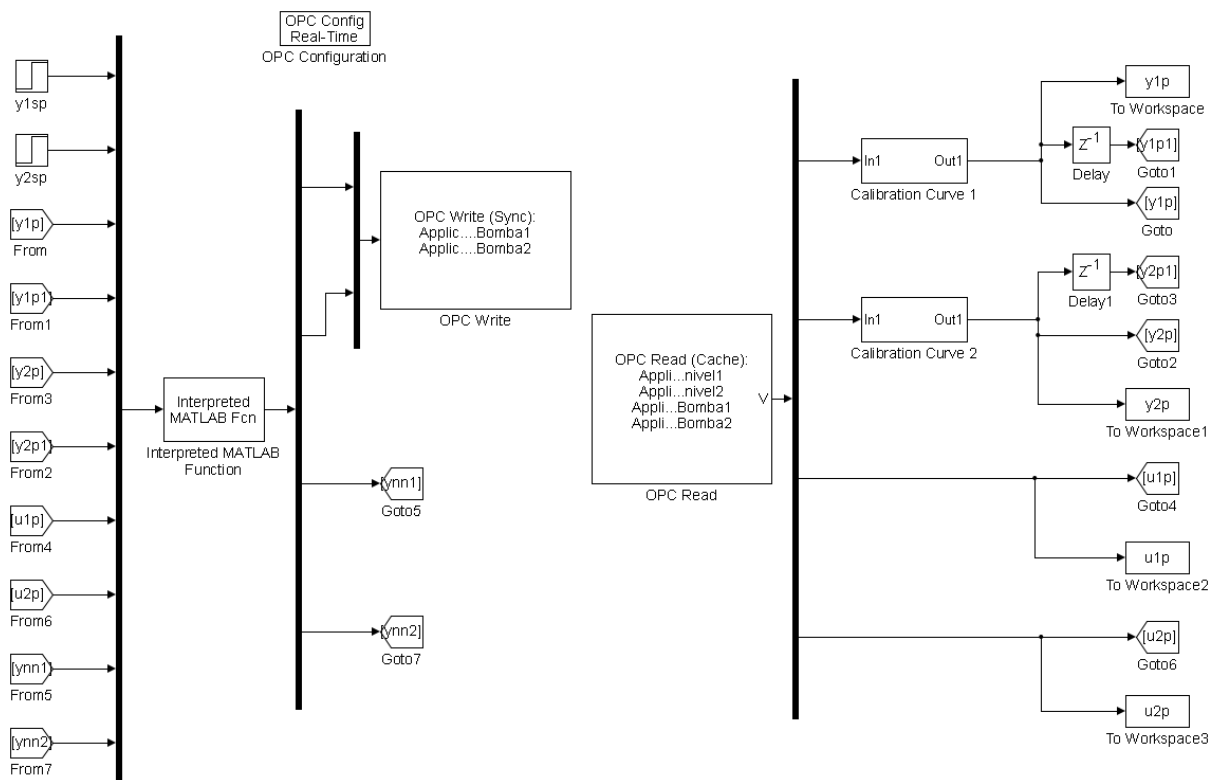 OPC Config
Real-Time
OPC Configuration
y1sp
y2sp
[y1p]
From
[y1p1]
From1
[y2p]
From3
[y2p1]
From2
[u1p]
From4
[u2p]
From6
[ynn1]
From5
[ynn2]
From7
Interpreted
MATLAB Fcn
Interpreted MATLAB
Function
OPC Write (Sync):
Applic....Bomba1
Applic....Bomba2
OPC Write
[ynn1]
Goto5
[ynn2]
Goto7
OPC Read (Cache):
Appli...nivel1
Appli...nivel2
Appli...Bomba1
Appli...Bomba2
V
OPC Read
In1 Out1
Calibration Curve 1
In1 Out1
Calibration Curve 2
y1p
To Workspace
Z-1
Delay
[y1p1]
Goto1
[y1p]
Goto
Z-1
Delay1
[y2p1]
Goto3
[y2p]
Goto2
y2p
To Workspace1
[u1p]
Goto4
u1p
To Workspace2
[u2p]
Goto6
u2p
To Workspace3